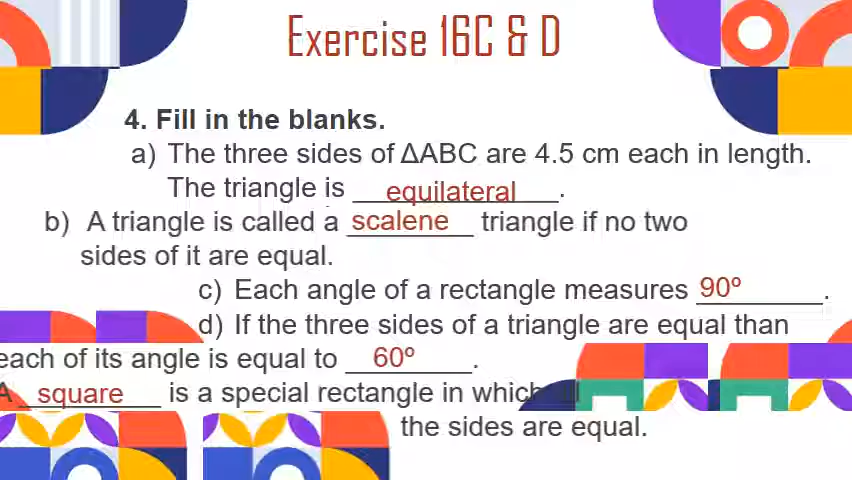 Exercise 16C & D
4. Fill in the blanks.
a) The three sides of ΔABC are 4.5 cm each in length.
The triangle is equilateral.
b) A triangle is called a scalene triangle if no two
sides of it are equal.
c) Each angle of a rectangle measures 90º.
d) If the three sides of a triangle are equal than
each of its angle is equal to 60º.
A square is a special rectangle in which
the sides are equal.